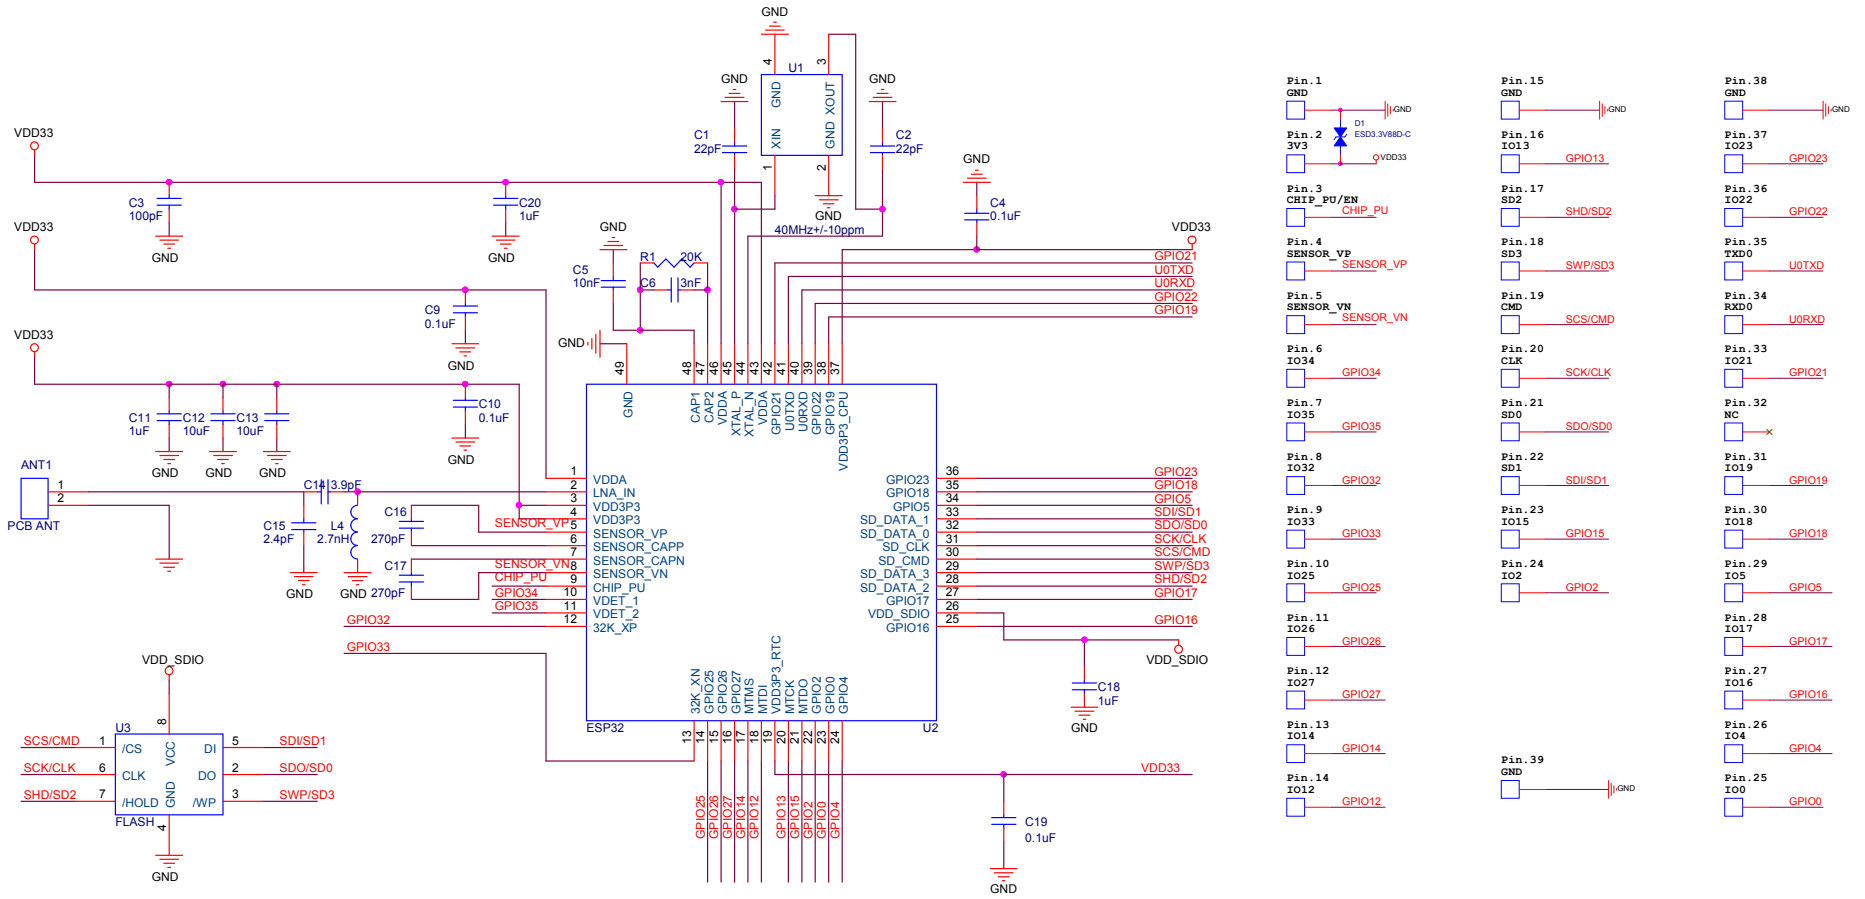 VDD33
C3
100pF
GND
C20
1uF
GND
VDD33
C9
0.1uF
GND
VDD33
C11
1uF
GND
C12
10uF
GND
C13
10uF
GND
C10
0.1uF
GND
ANT1
1
2
PCB ANT
C14
3.9pF
C15
2.4pF
GND
L4
2.7nH
GND
C16
270pF
C17
270pF
GND
U1
4
3
GND
XOUT
XIN
GND
1
2
GND
GND
C1
22pF
GND
C2
22pF
40MHz+/-10ppm
GND
C4
0.1uF
VDD33
GND
C5
10nF
R1
20K
C6
3nF
GND
GPIO21
U0TXD
U0RXD
GPIO22
GPIO19
49
48
47
46
45
44
43
42
41
40
39
38
37
GND
CAP1
CAP2
VDDA
XTAL_P
XTAL_N
VDDA
GPIO21
U0TXD
U0RXD
GPIO22
GPIO19
VDD3P3_CPU
1 VDDA
2 LNA_IN
3 VDD3P3
4 VDD3P3
SENSOR_VP 5 SENSOR_VP
6 SENSOR_CAPP
7 SENSOR_CAPN
SENSOR_VN 8 SENSOR_VN
CHIP_PU 9 CHIP_PU
GPIO34 10 VDET_1
GPIO35 11 VDET_2
GPIO32 12 32K_XP
GPIO33
GPIO23 36 GPIO23
GPIO18 35 GPIO18
GPIO5 34 GPIO5
SD_DATA_1 33 SDI/SD1
SD_DATA_0 32 SDO/SD0
SD_CLK 31 SCK/CLK
SD_CMD 30 SCS/CMD
SD_DATA_3 29 SWP/SD3
SD_DATA_2 28 SHD/SD2
GPIO17 27 GPIO17
VDD_SDIO 26
GPIO16 25 GPIO16
VDD_SDIO
C18
1uF
GND
32K_XN
GPIO25
GPIO26
GPIO27
MTMS
MTDI
VDD3P3_RTC
MTCK
MTDO
GPIO2
GPIO0
GPIO4
ESP32
U2
13
14
15
16
17
18
19
20
21
22
23
24
GPIO25
GPIO26
GPIO27
GPIO14
GPIO12
GPIO13
GPIO15
GPIO2
GPIO0
GPIO4
VDD33
C19
0.1uF
GND
VDD_SDIO
U3
8
VCC
SCS/CMD 1 /CS
SCK/CLK 6 CLK
SHD/SD2 7 /HOLD
DI 5 SDI/SD1
DO 2 SDO/SD0
/WP 3 SWP/SD3
GND
FLASH
4
GND
Pin.1
GND
GND
D1
ESD3.3V88D-C
Pin.2
3V3
VDD33
Pin.3
CHIP_PU/EN
CHIP_PU
Pin.4
SENSOR_VP
SENSOR_VP
Pin.5
SENSOR_VN
SENSOR_VN
Pin.6
IO34
GPIO34
Pin.7
IO35
GPIO35
Pin.8
IO32
GPIO32
Pin.9
IO33
GPIO33
Pin.10
IO25
GPIO25
Pin.11
IO26
GPIO26
Pin.12
IO27
GPIO27
Pin.13
IO14
GPIO14
Pin.14
IO12
GPIO12
Pin.15
GND
GND
Pin.16
IO13
GPIO13
Pin.17
SD2
SHD/SD2
Pin.18
SD3
SWP/SD3
Pin.19
CMD
SCS/CMD
Pin.20
CLK
SCK/CLK
Pin.21
SD0
SDO/SD0
Pin.22
SD1
SDI/SD1
Pin.23
IO15
GPIO15
Pin.24
IO2
GPIO2
Pin.39
GND
GND
Pin.38
GND
GND
Pin.37
IO23
GPIO23
Pin.36
IO22
GPIO22
Pin.35
TXD0
U0TXD
Pin.34
RXD0
U0RXD
Pin.33
IO21
GPIO21
Pin.32
NC
Pin.31
IO19
GPIO19
Pin.30
IO18
GPIO18
Pin.29
IO5
GPIO5
Pin.28
IO17
GPIO17
Pin.27
IO16
GPIO16
Pin.26
IO4
GPIO4
Pin.25
IO0
GPIO0